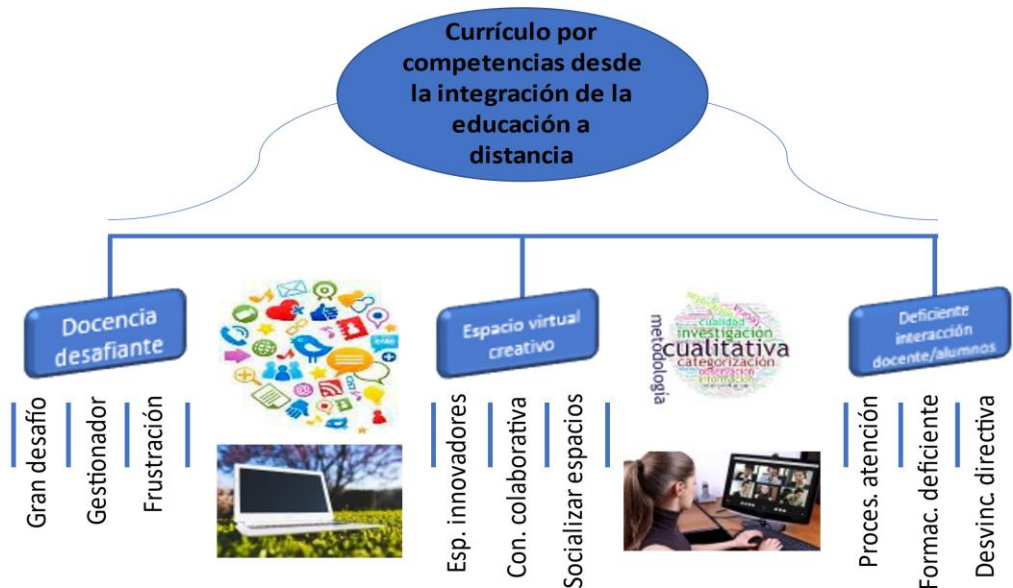 Currículo por
competencias desde
la integración de la
educación a
distancia
Docencia
desafiante
Espacio virtual
creativo
Deficiente
interacción
docente/alumnos
metodología
cualidad
investigación
cualitativa
categorización
observación
información
Gran desafío
Gestionador
Frustración
Esp. innovadores
Con. colaborativa
Socializar espacios
Proces. atención
Formac. deficiente
Desvinc. directiva